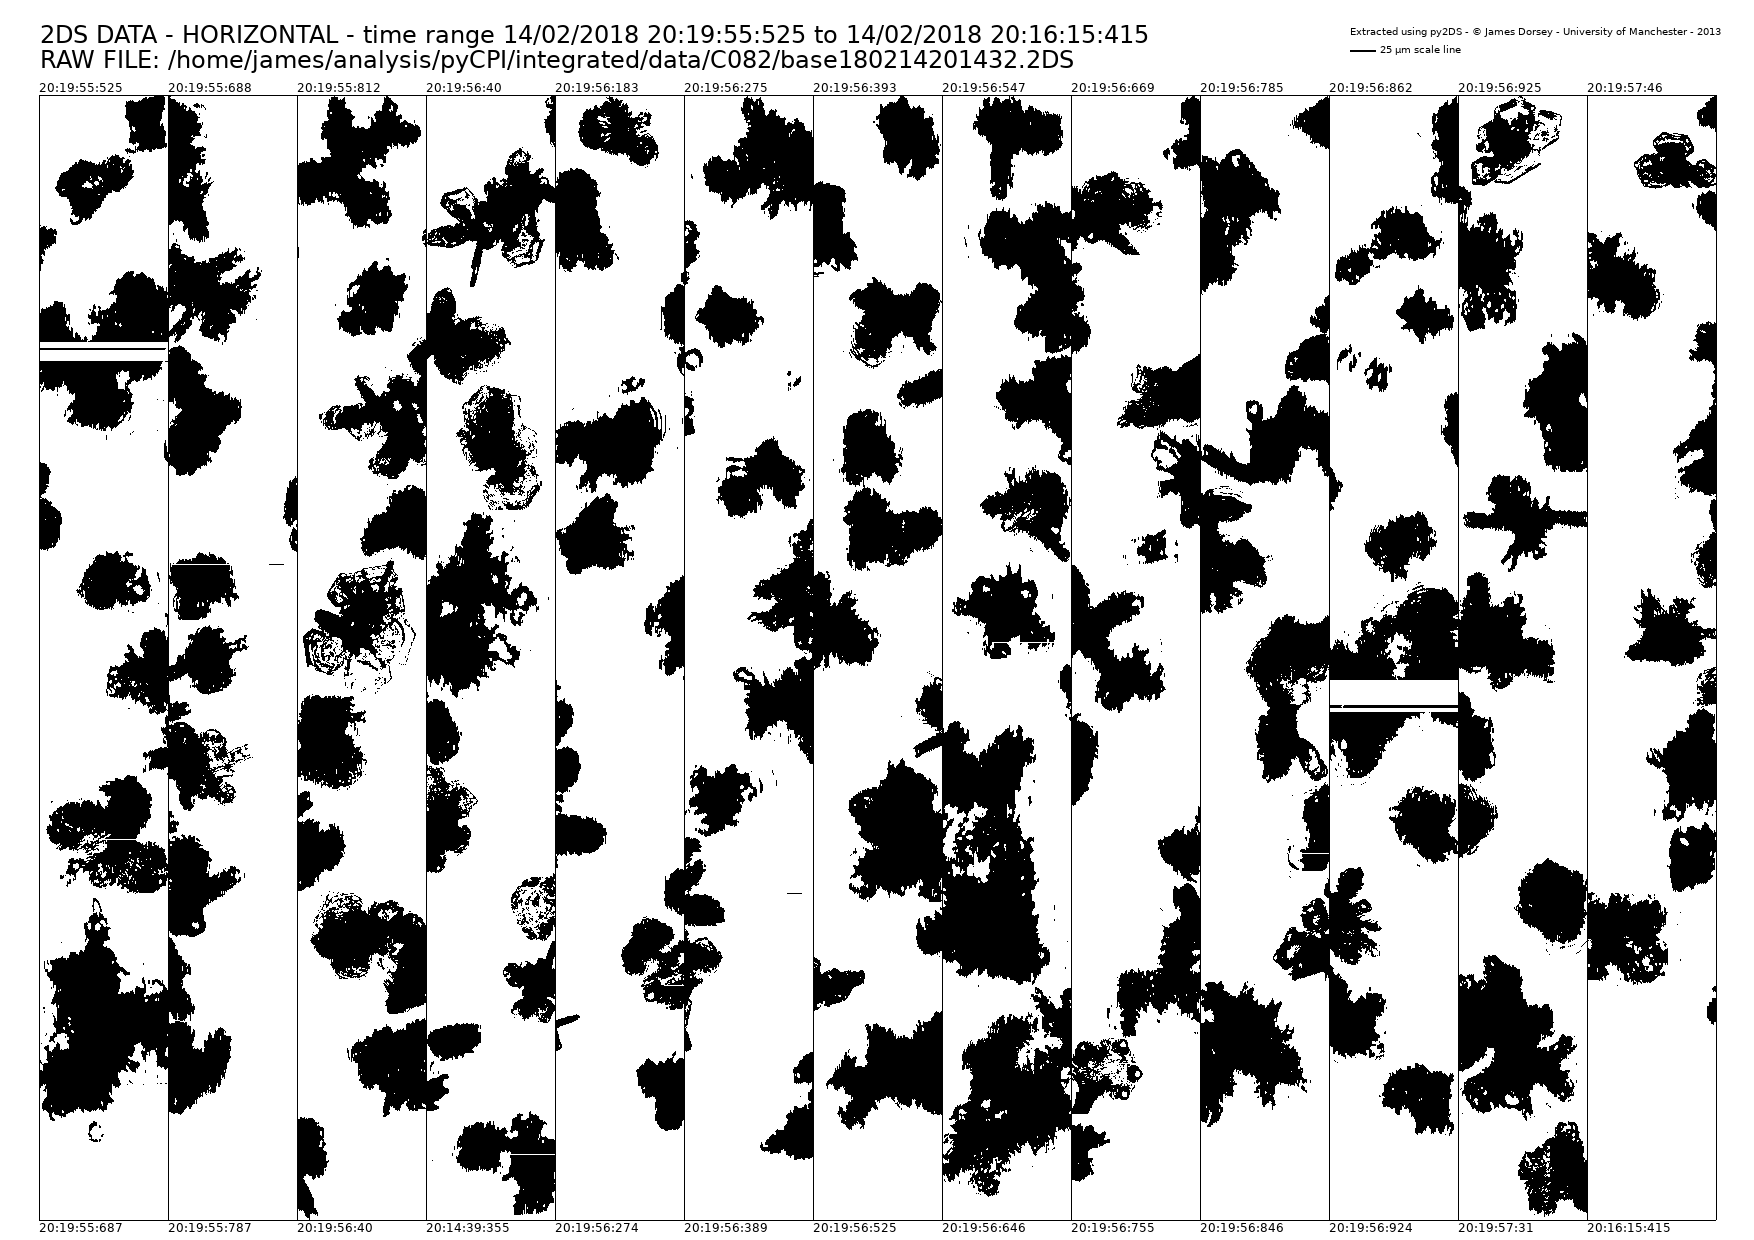 2DS DATA - HORIZONTAL - time range 14/02/2018 20:19:55:525 to 14/02/2018 20:16:15:415
RAW FILE: /home/james/analysis/pyCPI/integrated/data/C082/base180214201432.2DS
Extracted using py2DS - © James Dorsey - University of Manchester - 2013
25 µm scale line
20:19:55:525 20:19:55:688 20:19:55:812 20:19:56:40 20:19:56:183 20:19:56:275 20:19:56:393 20:19:56:547 20:19:56:669 20:19:56:785 20:19:56:862 20:19:56:925 20:19:57:46
20:19:55:687 20:19:55:787 20:19:56:40 20:14:39:355 20:19:56:274 20:19:56:389 20:19:56:525 20:19:56:646 20:19:56:755 20:19:56:846 20:19:56:924 20:19:57:31 20:16:15:415